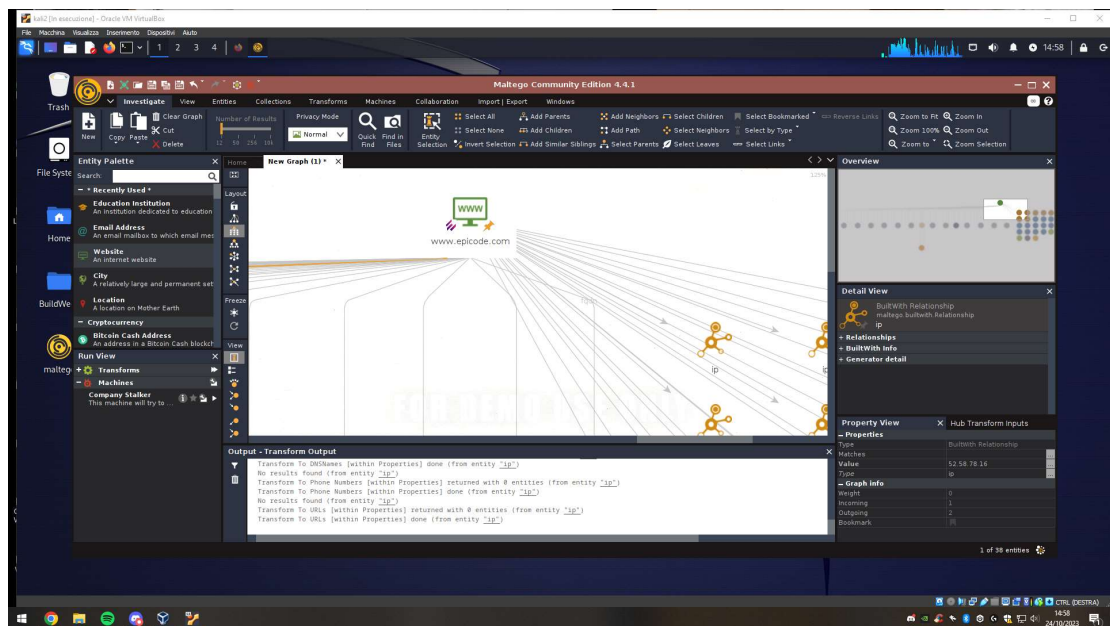 kali2 [In esecuzione] - Oracle VM VirtualBox
File Macchina Visualizza Inserimento Dispositivi Aiuto
1 2 3 4
14:58
Trash
File Syste
Home
BuildWe
malteg
Maltego Community Edition 4.4.1
Investigate View Entities Collections Transforms Machines Collaboration Import | Export Windows
New
Copy
Paste
Clear Graph
Cut
Delete
Number of Results
12 50 256 10k
Privacy Mode
Normal
Quick Find
Find in Files
Entity Selection
Select All
Select None
Invert Selection
Add Parents
Add Children
Add Similar Siblings
Add Neighbors
Add Path
Select Parents
Select Children
Select Neighbors
Select Leaves
Select Bookmarked
Select by Type
Select Links
Reverse Links
Zoom to Fit
Zoom 100%
Zoom to
Zoom In
Zoom Out
Zoom Selection
Entity Palette
Search:
* Recently Used *
Education Institution
An institution dedicated to education
Email Address
An email mailbox to which email mes
Website
An internet website
City
A relatively large and permanent set
Location
A location on Mother Earth
Cryptocurrency
Bitcoin Cash Address
An address in a Bitcoin Cash blockch
Run View
Transforms
Machines
Company Stalker
This machine will try to ...
Home
New Graph (1) *
Layout
Freeze
View
125%
www
www.epicode.com
ip
Output - Transform Output
Transform To DNSNames [within Properties] done (from entity "ip")
No results found (from entity "ip")
Transform To Phone Numbers [within Properties] returned with 0 entities (from entity "ip")
Transform To Phone Numbers [within Properties] done (from entity "ip")
No results found (from entity "ip")
Transform To URLs [within Properties] returned with 0 entities (from entity "ip")
Transform To URLs [within Properties] done (from entity "ip")
Overview
Detail View
BuiltWith Relationship
maltego.builtwith.Relationship
ip
+ Relationships
+ BuiltWith Info
+ Generator detail
Property View
Hub Transform Inputs
Properties
Type BuiltWith Relationship
Matches
Value 52.58.78.16
Type ip
Graph info
Weight 0
Incoming 1
Outgoing 2
Bookmark
1 of 38 entities
CTRL (DESTRA)
14:58
24/10/2023